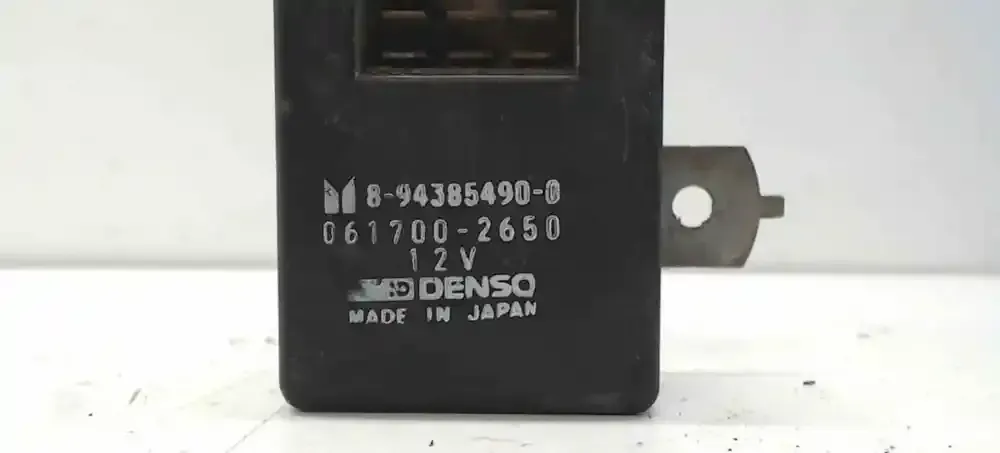 8-94385490-0
061700-2650
12V
DENSO
MADE IN JAPAN